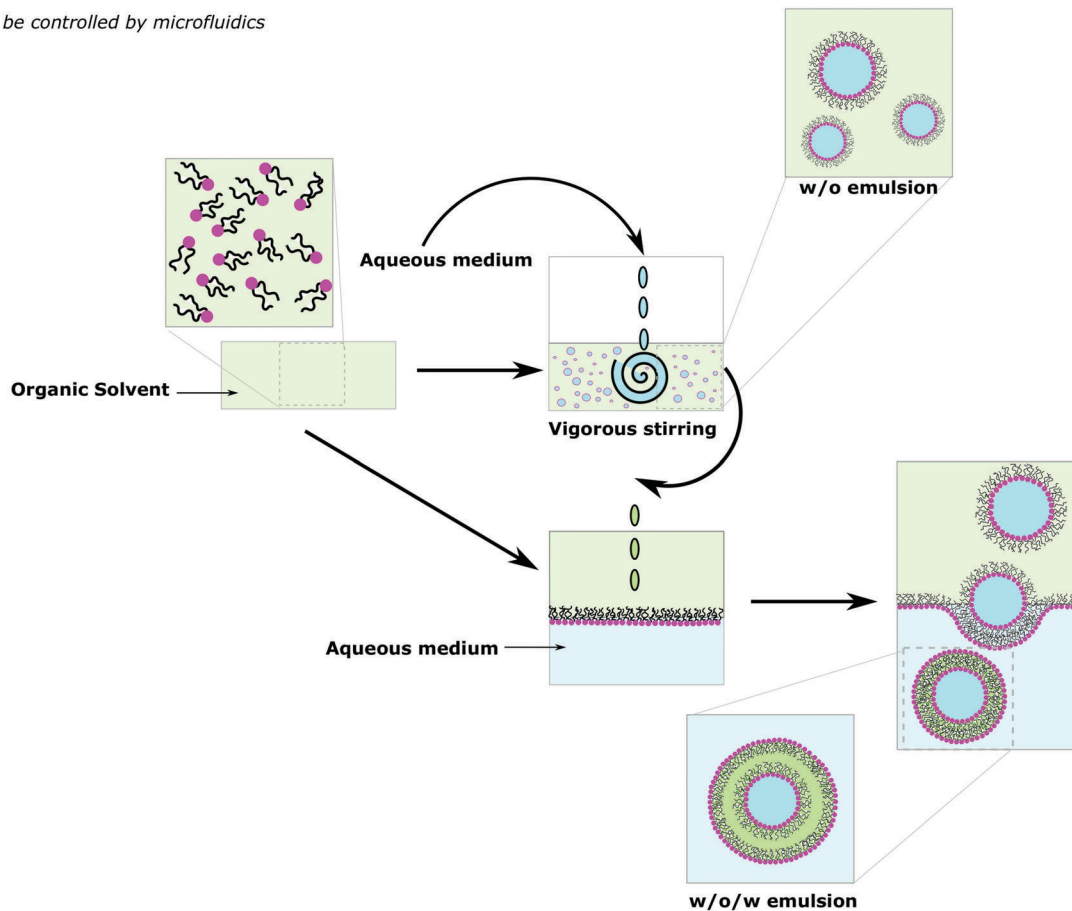 be controlled by microfluidics
w/o emulsion
Aqueous medium
Organic Solvent
Vigorous stirring
Aqueous medium
w/o/w emulsion